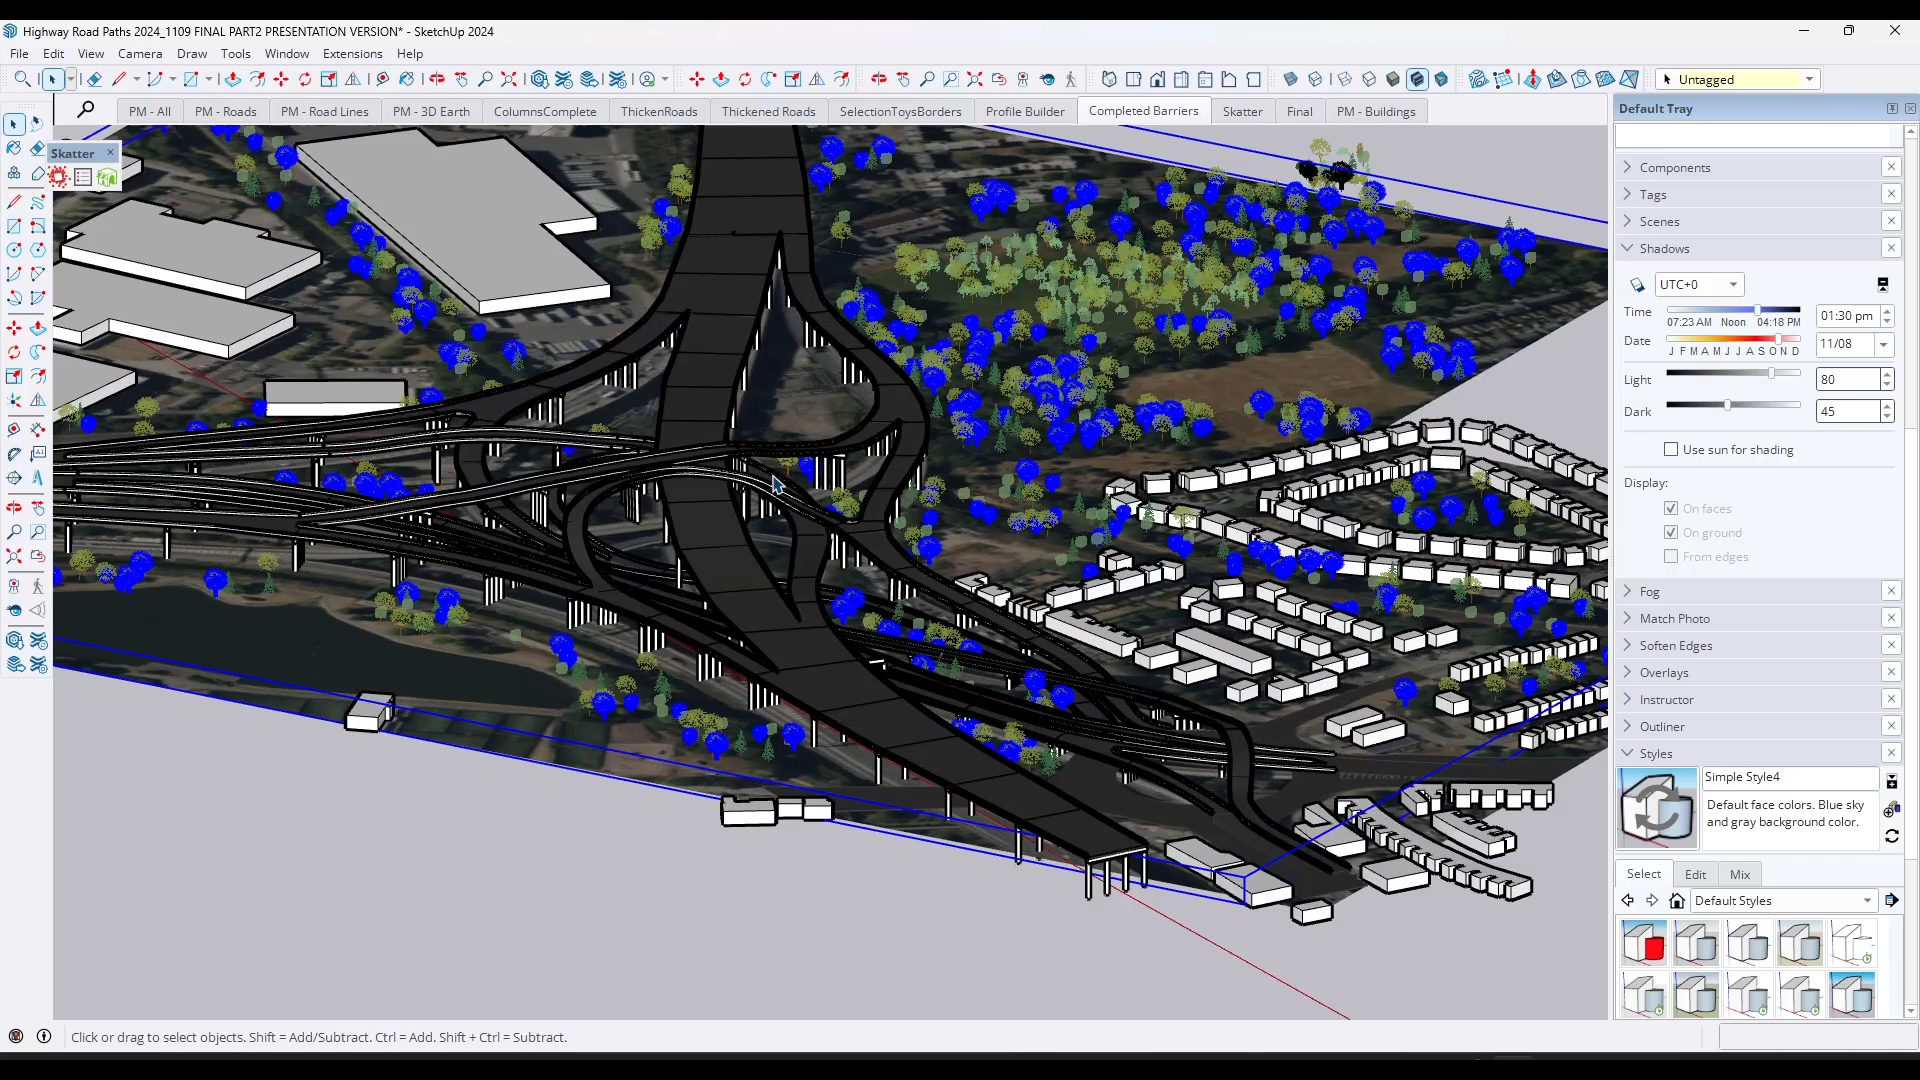 Highway Road Paths 2024_1109 FINAL PART2 PRESENTATION VERSION* - SketchUp 2024
File Edit View Camera Draw Tools Window Extensions Help
Untagged
PM - All PM - Roads PM - Road Lines PM - 3D Earth ColumnsComplete ThickenRoads Thickened Roads SelectionToysBorders Profile Builder Completed Barriers Skatter Final PM - Buildings
Skatter
Default Tray
Components
Tags
Scenes
Shadows
UTC+0
Time 01:30 pm
07:23 AM Noon 04:18 PM
Date 11/08
J F M A M J J A S O N D
Light 80
Dark 45
Use sun for shading
Display:
On faces
On ground
From edges
Fog
Match Photo
Soften Edges
Overlays
Instructor
Outliner
Styles
Simple Style4
Default face colors. Blue sky
and gray background color.
Select Edit Mix
Default Styles
Click or drag to select objects. Shift = Add/Subtract. Ctrl = Add. Shift + Ctrl = Subtract.